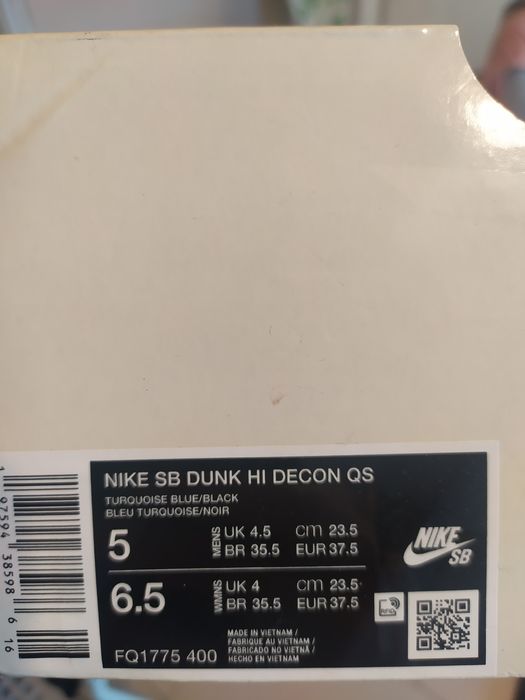 NIKE SB DUNK HI DECON QS
TURQUOISE BLUE/BLACK
BLEU TURQUOISE/NOIR
5 MENS UK 4.5 cm 23.5
BR 35.5 EUR 37.5
6.5 WMNS UK 4 cm 23.5
BR 35.5 EUR 37.5
NIKE
SB
RFID
MADE IN VIETNAM /
FABRIQUE AU VIETNAM /
FABRICADO NO VIETNÃ /
HECHO EN VIETNAM
FQ1775 400
1 97594 38598 6 16